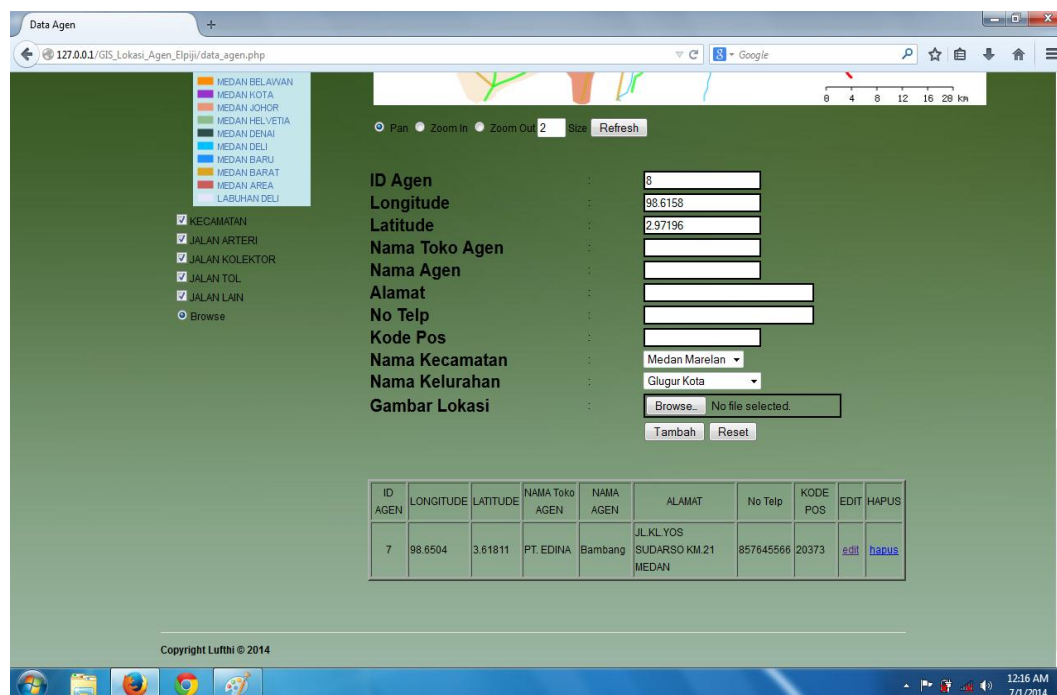 Data Agen
127.0.0.1/GIS_Lokasi_Agen_Elpiji/data_agen.php
Google
MEDAN BELAWAN
MEDAN KOTA
MEDAN JOHOR
MEDAN HELVETIA
MEDAN DENAI
MEDAN DELI
MEDAN BARU
MEDAN BARAT
MEDAN AREA
LABUHAN DELI
KECAMATAN
JALAN ARTERI
JALAN KOLEKTOR
JALAN TOL
JALAN LAIN
Browse
0 4 8 12 16 20 km
Pan Zoom In Zoom Out 2 Size Refresh
ID Agen : 8
Longitude : 98.6158
Latitude : 2.97196
Nama Toko Agen :
Nama Agen :
Alamat :
No Telp :
Kode Pos :
Nama Kecamatan : Medan Marelan
Nama Kelurahan : Glugur Kota
Gambar Lokasi : Browse... No file selected.
Tambah Reset
ID AGEN LONGITUDE LATITUDE NAMA Toko AGEN NAMA AGEN ALAMAT No Telp KODE POS EDIT HAPUS
7 98.6504 3.61811 PT. EDINA Bambang JL.KL.YOS SUDARSO KM.21 MEDAN 857645566 20373 edit hapus
Copyright Lufthi © 2014
12:16 AM
7/1/2014